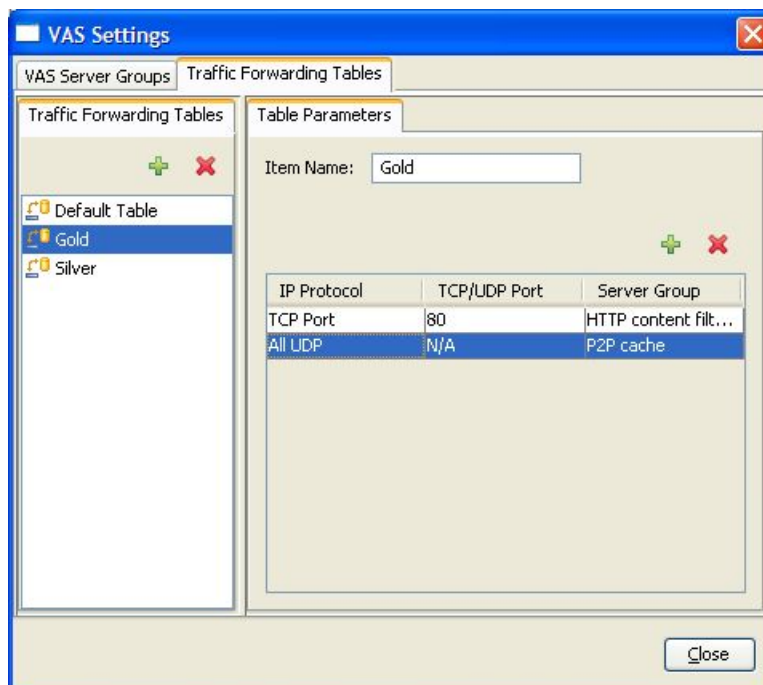 VAS Settings
VAS Server Groups Traffic Forwarding Tables
Traffic Forwarding Tables
Default Table
Gold
Silver
Table Parameters
Item Name: Gold
IP Protocol TCP/UDP Port Server Group
TCP Port 80 HTTP content filt...
All UDP N/A P2P cache
Close